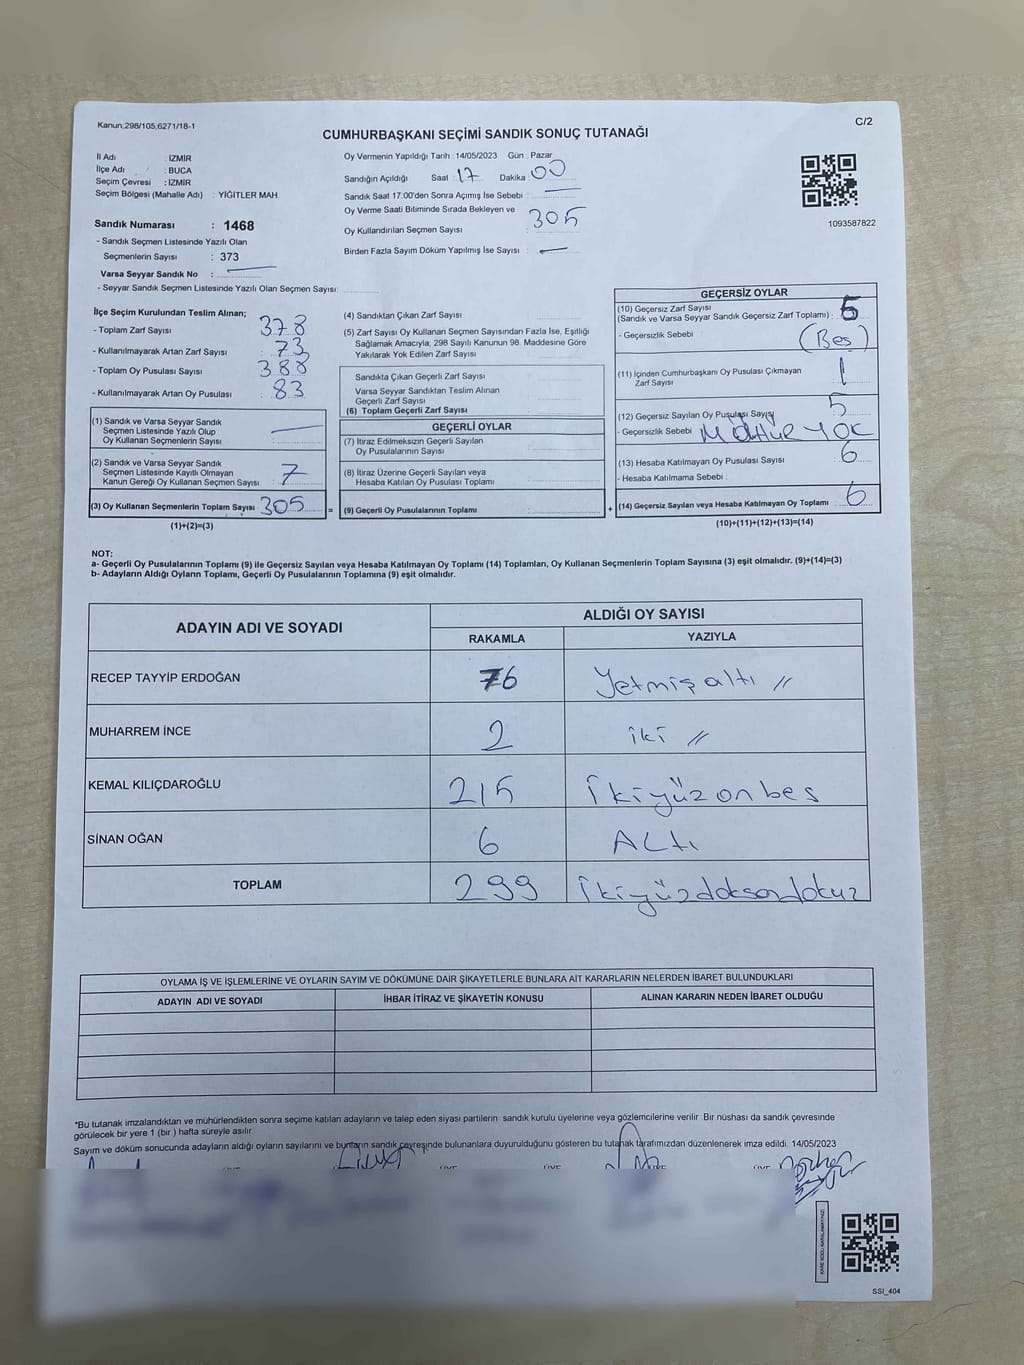 Kanun,298/105,6271/18-1
C/2
CUMHURBAŞKANI SEÇİMİ SANDIK SONUÇ TUTANAĞI
İl Adı : İZMİR
İlçe Adı : BUCA
Seçim Çevresi : İZMİR
Seçim Bölgesi (Mahalle Adı) : YİĞİTLER MAH.
Sandık Numarası : 1468
- Sandık Seçmen Listesinde Yazılı Olan
Seçmenlerin Sayısı : 373
Varsa Seyyar Sandık No :
- Seyyar Sandık Seçmen Listesinde Yazılı Olan Seçmen Sayısı:
Oy Vermenin Yapıldığı Tarih :14/05/2023 Gün : Pazar
Sandığın Açıldığı Saat 17 Dakika 00
Sandık Saat 17.00'den Sonra Açımış İse Sebebi :
Oy Verme Saati Bitiminde Sırada Bekleyen ve
Oy Kullandırılan Seçmen Sayısı : 305
Birden Fazla Sayım Döküm Yapılmış İse Sayısı : —
1093587822
İlçe Seçim Kurulundan Teslim Alınan;
- Toplam Zarf Sayısı : 378
- Kullanılmayarak Artan Zarf Sayısı : 73
- Toplam Oy Pusulası Sayısı : 388
- Kullanılmayarak Artan Oy Pusulası : 83
(1) Sandık ve Varsa Seyyar Sandık
Seçmen Listesinde Yazılı Olup
Oy Kullanan Seçmenlerin Sayısı :
(2) Sandık ve Varsa Seyyar Sandık
Seçmen Listesinde Kayıtlı Olmayan
Kanun Gereği Oy Kullanan Seçmen Sayısı : 7
(3) Oy Kullanan Seçmenlerin Toplam Sayısı 305
(1)+(2)=(3)
(4) Sandıktan Çıkan Zarf Sayısı :
(5) Zarf Sayısı Oy Kullanan Seçmen Sayısından Fazla İse, Eşitliği
Sağlamak Amacıyla, 298 Sayılı Kanunun 98. Maddesine Göre
Yakılarak Yok Edilen Zarf Sayısı :
Sandıkta Çıkan Geçerli Zarf Sayısı
Varsa Seyyar Sandıktan Teslim Alınan
Geçerli Zarf Sayısı
(6) Toplam Geçerli Zarf Sayısı
GEÇERLİ OYLAR
(7) İtiraz Edilmeksizin Geçerli Sayılan
Oy Pusulalarının Sayısı
(8) İtiraz Üzerine Geçerli Sayılan veya
Hesaba Katılan Oy Pusulası Toplamı
=
(9) Geçerli Oy Pusulalarının Toplamı
+
GEÇERSİZ OYLAR
(10) Geçersiz Zarf Sayısı
(Sandık ve Varsa Seyyar Sandık Geçersiz Zarf Toplamı) : 5
- Geçersizlik Sebebi : (Beş)
(11) İçinden Cumhurbaşkanı Oy Pusulası Çıkmayan
Zarf Sayısı : 1
(12) Geçersiz Sayılan Oy Pusulası Sayısı 5
- Geçersizlik Sebebi YOK
(13) Hesaba Katılmayan Oy Pusulası Sayısı : 6
- Hesaba Katılmama Sebebi :
(14) Geçersiz Sayılan veya Hesaba Katılmayan Oy Toplamı 6
(10)+(11)+(12)+(13)=(14)
NOT:
a- Geçerli Oy Pusulalarının Toplamı (9) ile Geçersiz Sayılan veya Hesaba Katılmayan Oy Toplamı (14) Toplamları, Oy Kullanan Seçmenlerin Toplam Sayısına (3) eşit olmalıdır. (9)+(14)=(3)
b- Adayların Aldığı Oyların Toplamı, Geçerli Oy Pusulalarının Toplamına (9) eşit olmalıdır.
ADAYIN ADI VE SOYADI
ALDIĞI OY SAYISI
RAKAMLA YAZIYLA
RECEP TAYYİP ERDOĞAN 76 Yetmişaltı //
MUHARREM İNCE 2 iki //
KEMAL KILIÇDAROĞLU 215 İkiyüzonbeş
SİNAN OĞAN 6 ALtı
TOPLAM 299 İkiyüzdoksandokuz
OYLAMA İŞ VE İŞLEMLERİNE VE OYLARIN SAYIM VE DÖKÜMÜNE DAİR ŞİKAYETLERLE BUNLARA AİT KARARLARIN NELERDEN İBARET BULUNDUKLARI
ADAYIN ADI VE SOYADI İHBAR İTİRAZ VE ŞİKAYETİN KONUSU ALINAN KARARIN NEDEN İBARET OLDUĞU
*Bu tutanak imzalandıktan ve mühürlendikten sonra seçime katılan adayların ve talep eden siyasi partilerin sandık kurulu üyelerine veya gözlemcilerine verilir. Bir nüshası da sandık çevresinde
görülecek bir yere 1 (bir) hafta süreyle asılır.
Sayım ve döküm sonucunda adayların aldığı oyların sayılarını ve bunların sandık çevresinde bulunanlara duyurulduğunu gösteren bu tutanak tarafımızdan düzenlenerek imza edildi. 14/05/2023
SSI_404